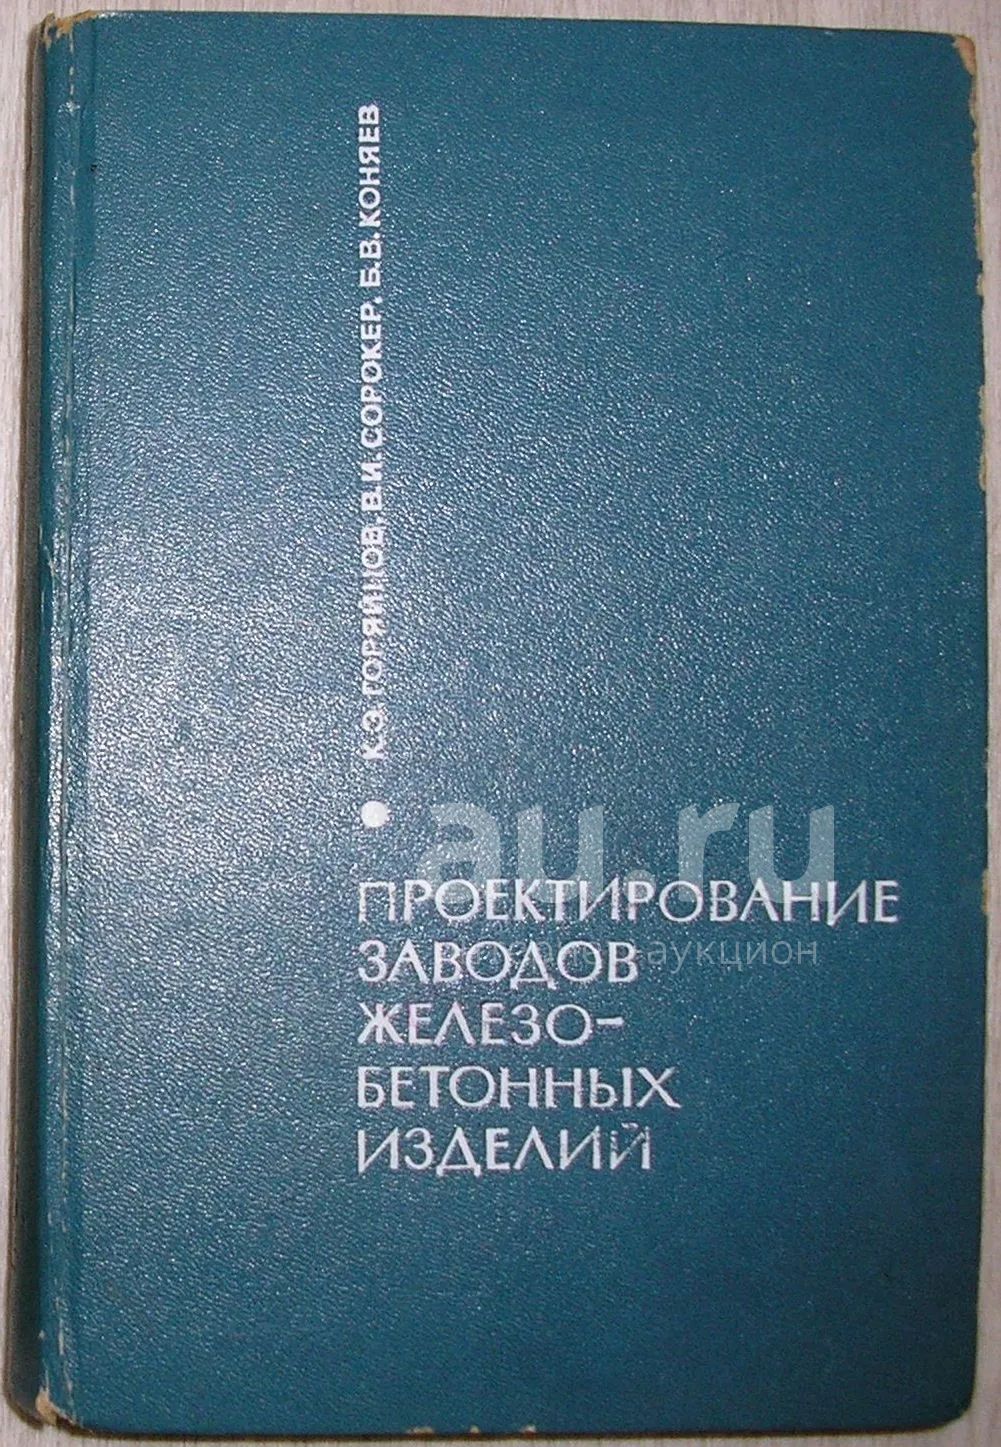 К.Э. ГОРЯЙНОВ, В.И. СОРОКЕР, Б.В. КОНЯЕВ
ПРОЕКТИРОВАНИЕ
ЗАВОДОВ
ЖЕЛЕЗО-
БЕТОННЫХ
ИЗДЕЛИЙ
au.ru
аукцион